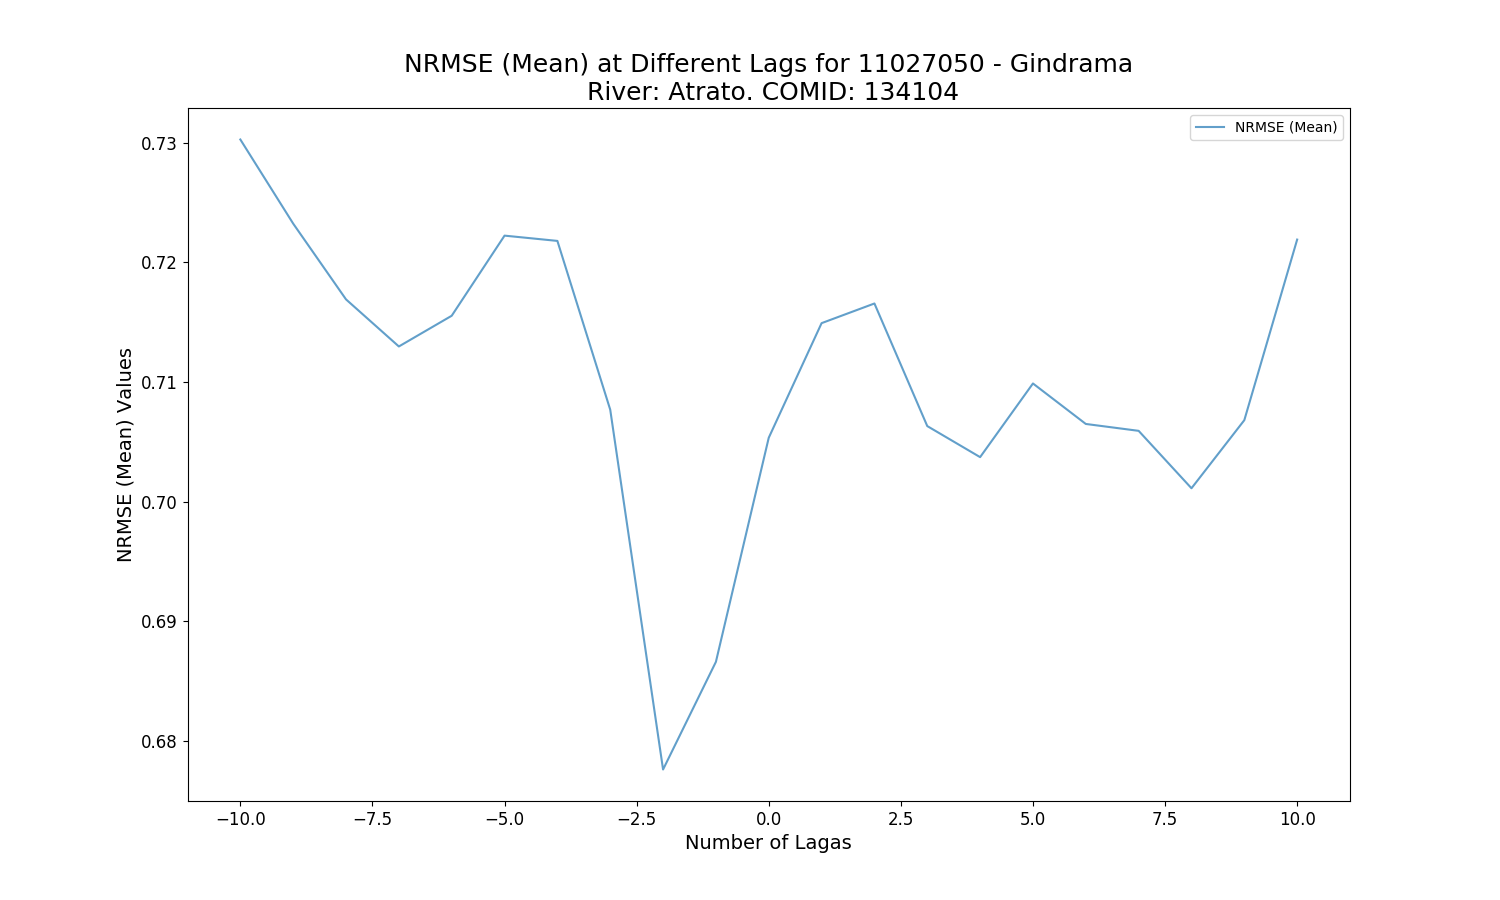 NRMSE (Mean) at Different Lags for 11027050 - Gindrama
River: Atrato. COMID: 134104
NRMSE (Mean)
NRMSE (Mean) Values
0.73
0.72
0.71
0.70
0.69
0.68
−10.0 −7.5 −5.0 −2.5 0.0 2.5 5.0 7.5 10.0
Number of Lagas